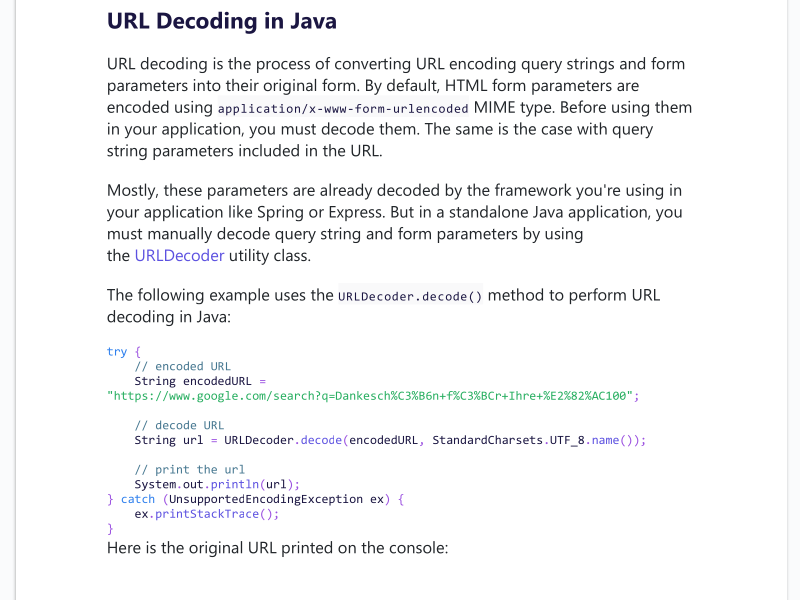 URL Decoding in Java
URL decoding is the process of converting URL encoding query strings and form
parameters into their original form. By default, HTML form parameters are
encoded using application/x-www-form-urlencoded MIME type. Before using them
in your application, you must decode them. The same is the case with query
string parameters included in the URL.
Mostly, these parameters are already decoded by the framework you're using in
your application like Spring or Express. But in a standalone Java application, you
must manually decode query string and form parameters by using
the URLDecoder utility class.
The following example uses the URLDecoder.decode() method to perform URL
decoding in Java:
try {
    // encoded URL
    String encodedURL =
"https://www.google.com/search?q=Dankesch%C3%B6n+f%C3%BCr+Ihre+%E2%82%AC100";
    // decode URL
    String url = URLDecoder.decode(encodedURL, StandardCharsets.UTF_8.name());
    // print the url
    System.out.println(url);
} catch (UnsupportedEncodingException ex) {
    ex.printStackTrace();
}
Here is the original URL printed on the console: